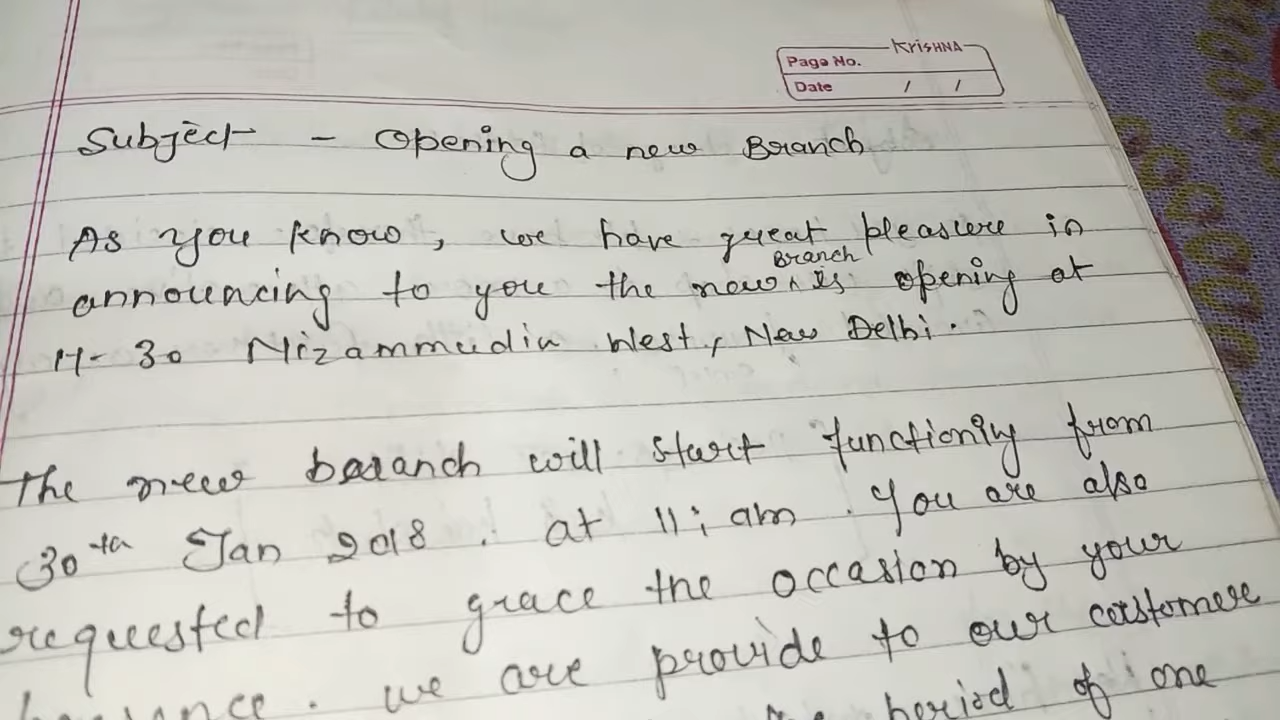 KRISHNA
Page No.
Date / /
Subject - Opening a new Branch
As you know, we have great pleasure in
announcing to you the new Branch is opening at
H-30 Nizammudin West, New Delhi.
The new baranch will start functioning from
30th Jan 2018. at 11; am. You are also
requested to grace the occasion by your
. we are provide to our customere
period of one